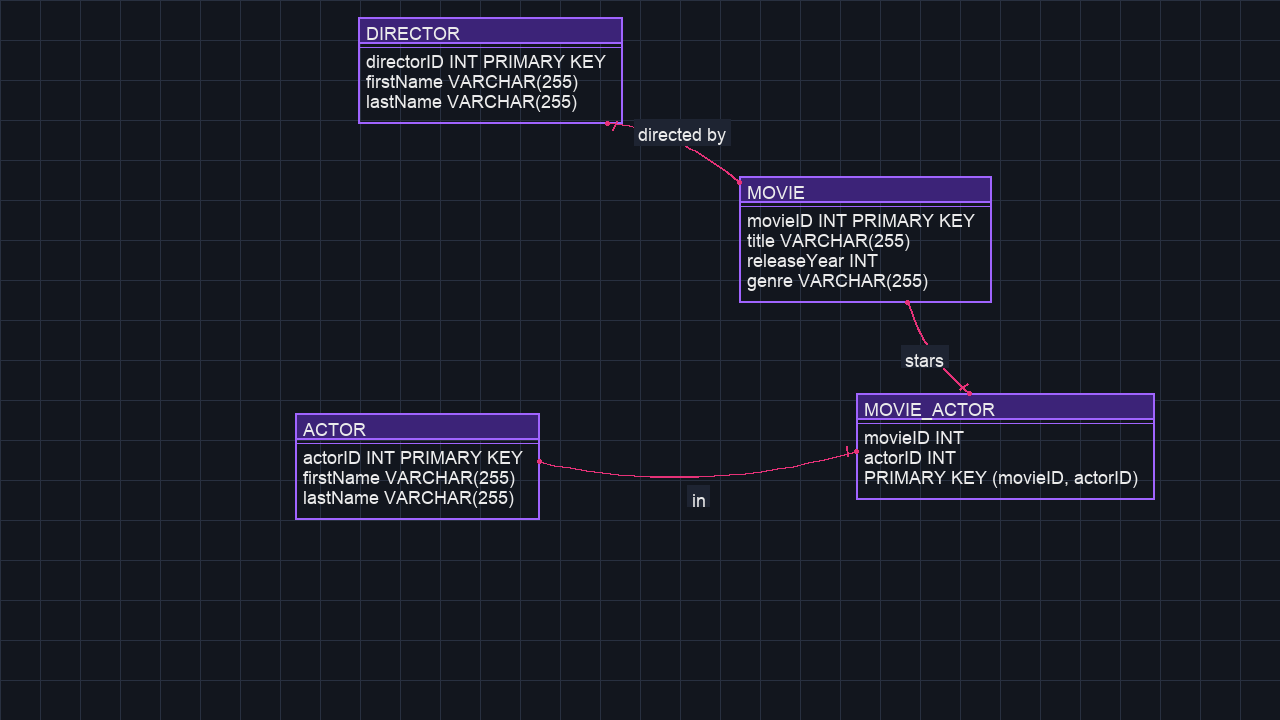 DIRECTOR
directorID INT PRIMARY KEY
firstName VARCHAR(255)
lastName VARCHAR(255)
directed by
MOVIE
movieID INT PRIMARY KEY
title VARCHAR(255)
releaseYear INT
genre VARCHAR(255)
stars
MOVIE_ACTOR
movieID INT
actorID INT
PRIMARY KEY (movieID, actorID)
ACTOR
actorID INT PRIMARY KEY
firstName VARCHAR(255)
lastName VARCHAR(255)
in